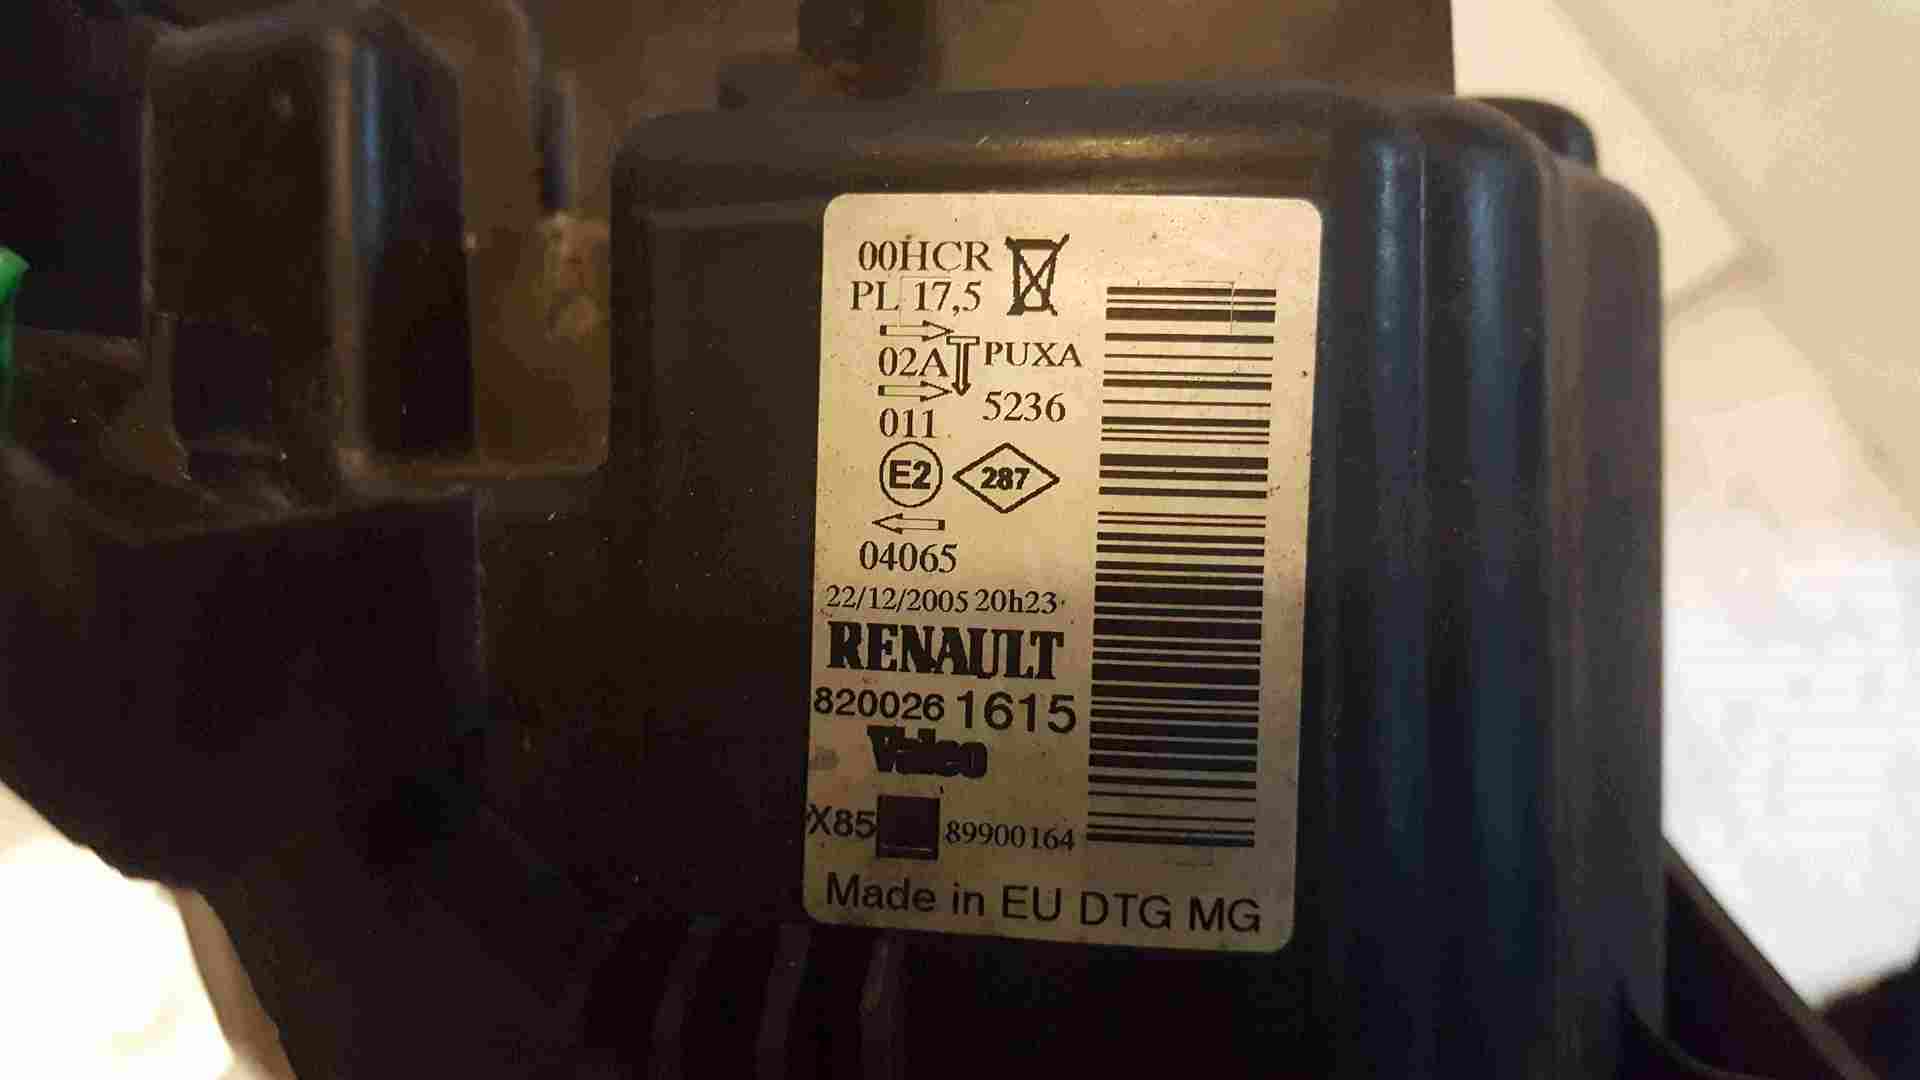 00HCR
PL 17,5
02A PUXA
011 5236
E2 287
04065
22/12/2005 20h23
RENAULT
820026 1615
Valeo
X85 89900164
Made in EU DTG MG